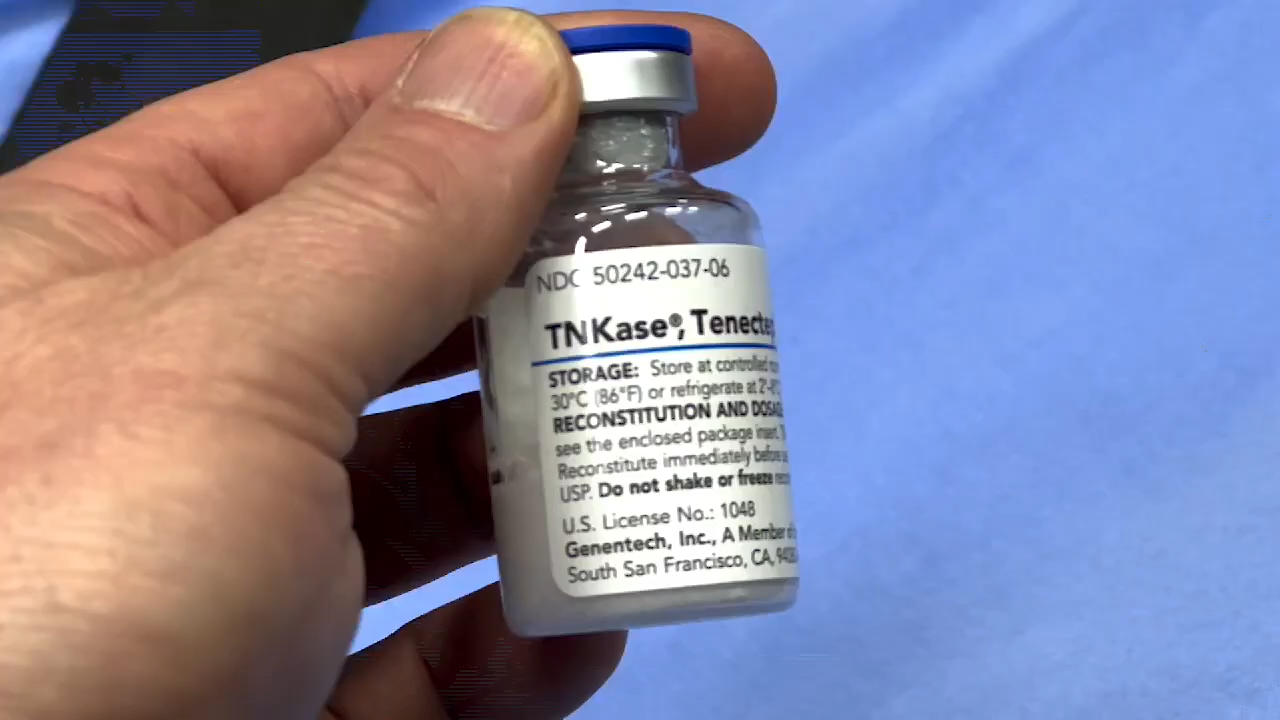 NDC 50242-037-06
TNKase®, Tenectep
STORAGE: Store at controlled
30°C (86°F) or refrigerate at 2°-8°
RECONSTITUTION AND DOSAG
see the enclosed package insert.
Reconstitute immediately before
USP. Do not shake or freeze
U.S. License No.: 1048
Genentech, Inc., A Member of
South San Francisco, CA,